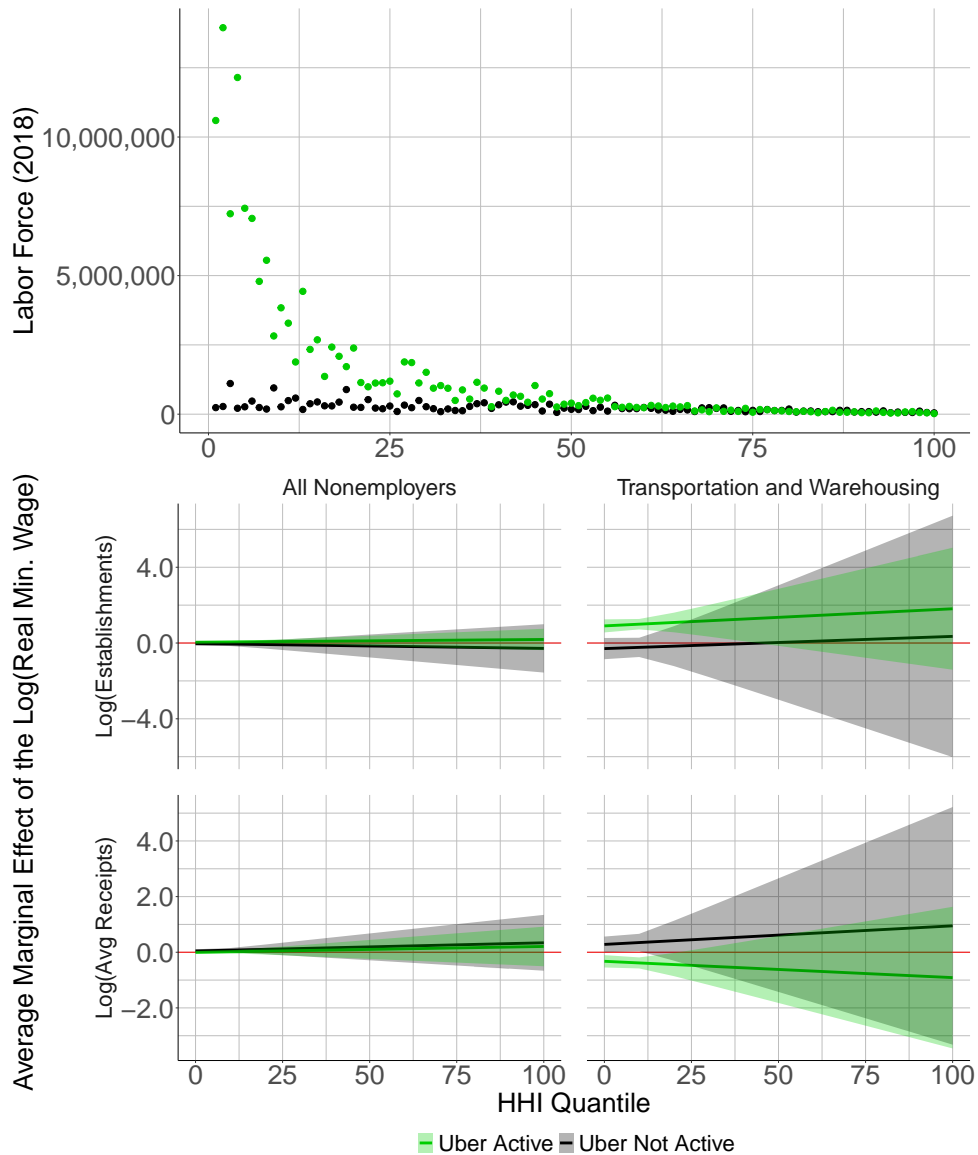 Labor Force (2018)
10,000,000
5,000,000
0
0 25 50 75 100
Average Marginal Effect of the Log(Real Min. Wage)
All Nonemployers Transportation and Warehousing
Log(Establishments)
4.0
0.0
−4.0
Log(Avg Receipts)
4.0
2.0
0.0
−2.0
0 25 50 75 100 0 25 50 75 100
HHI Quantile
Uber Active Uber Not Active